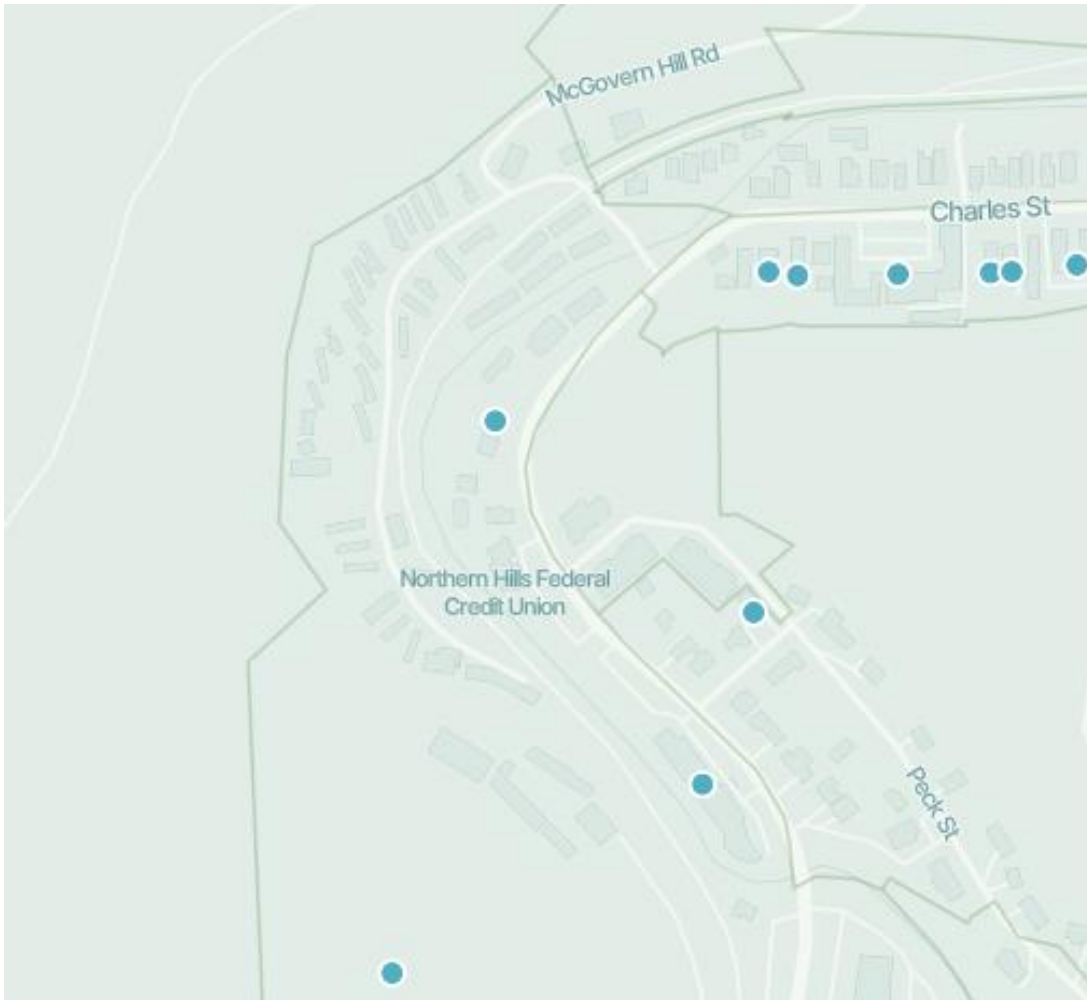 McGovern Hill Rd
Charles St
Northern Hills Federal
Credit Union
Peck St